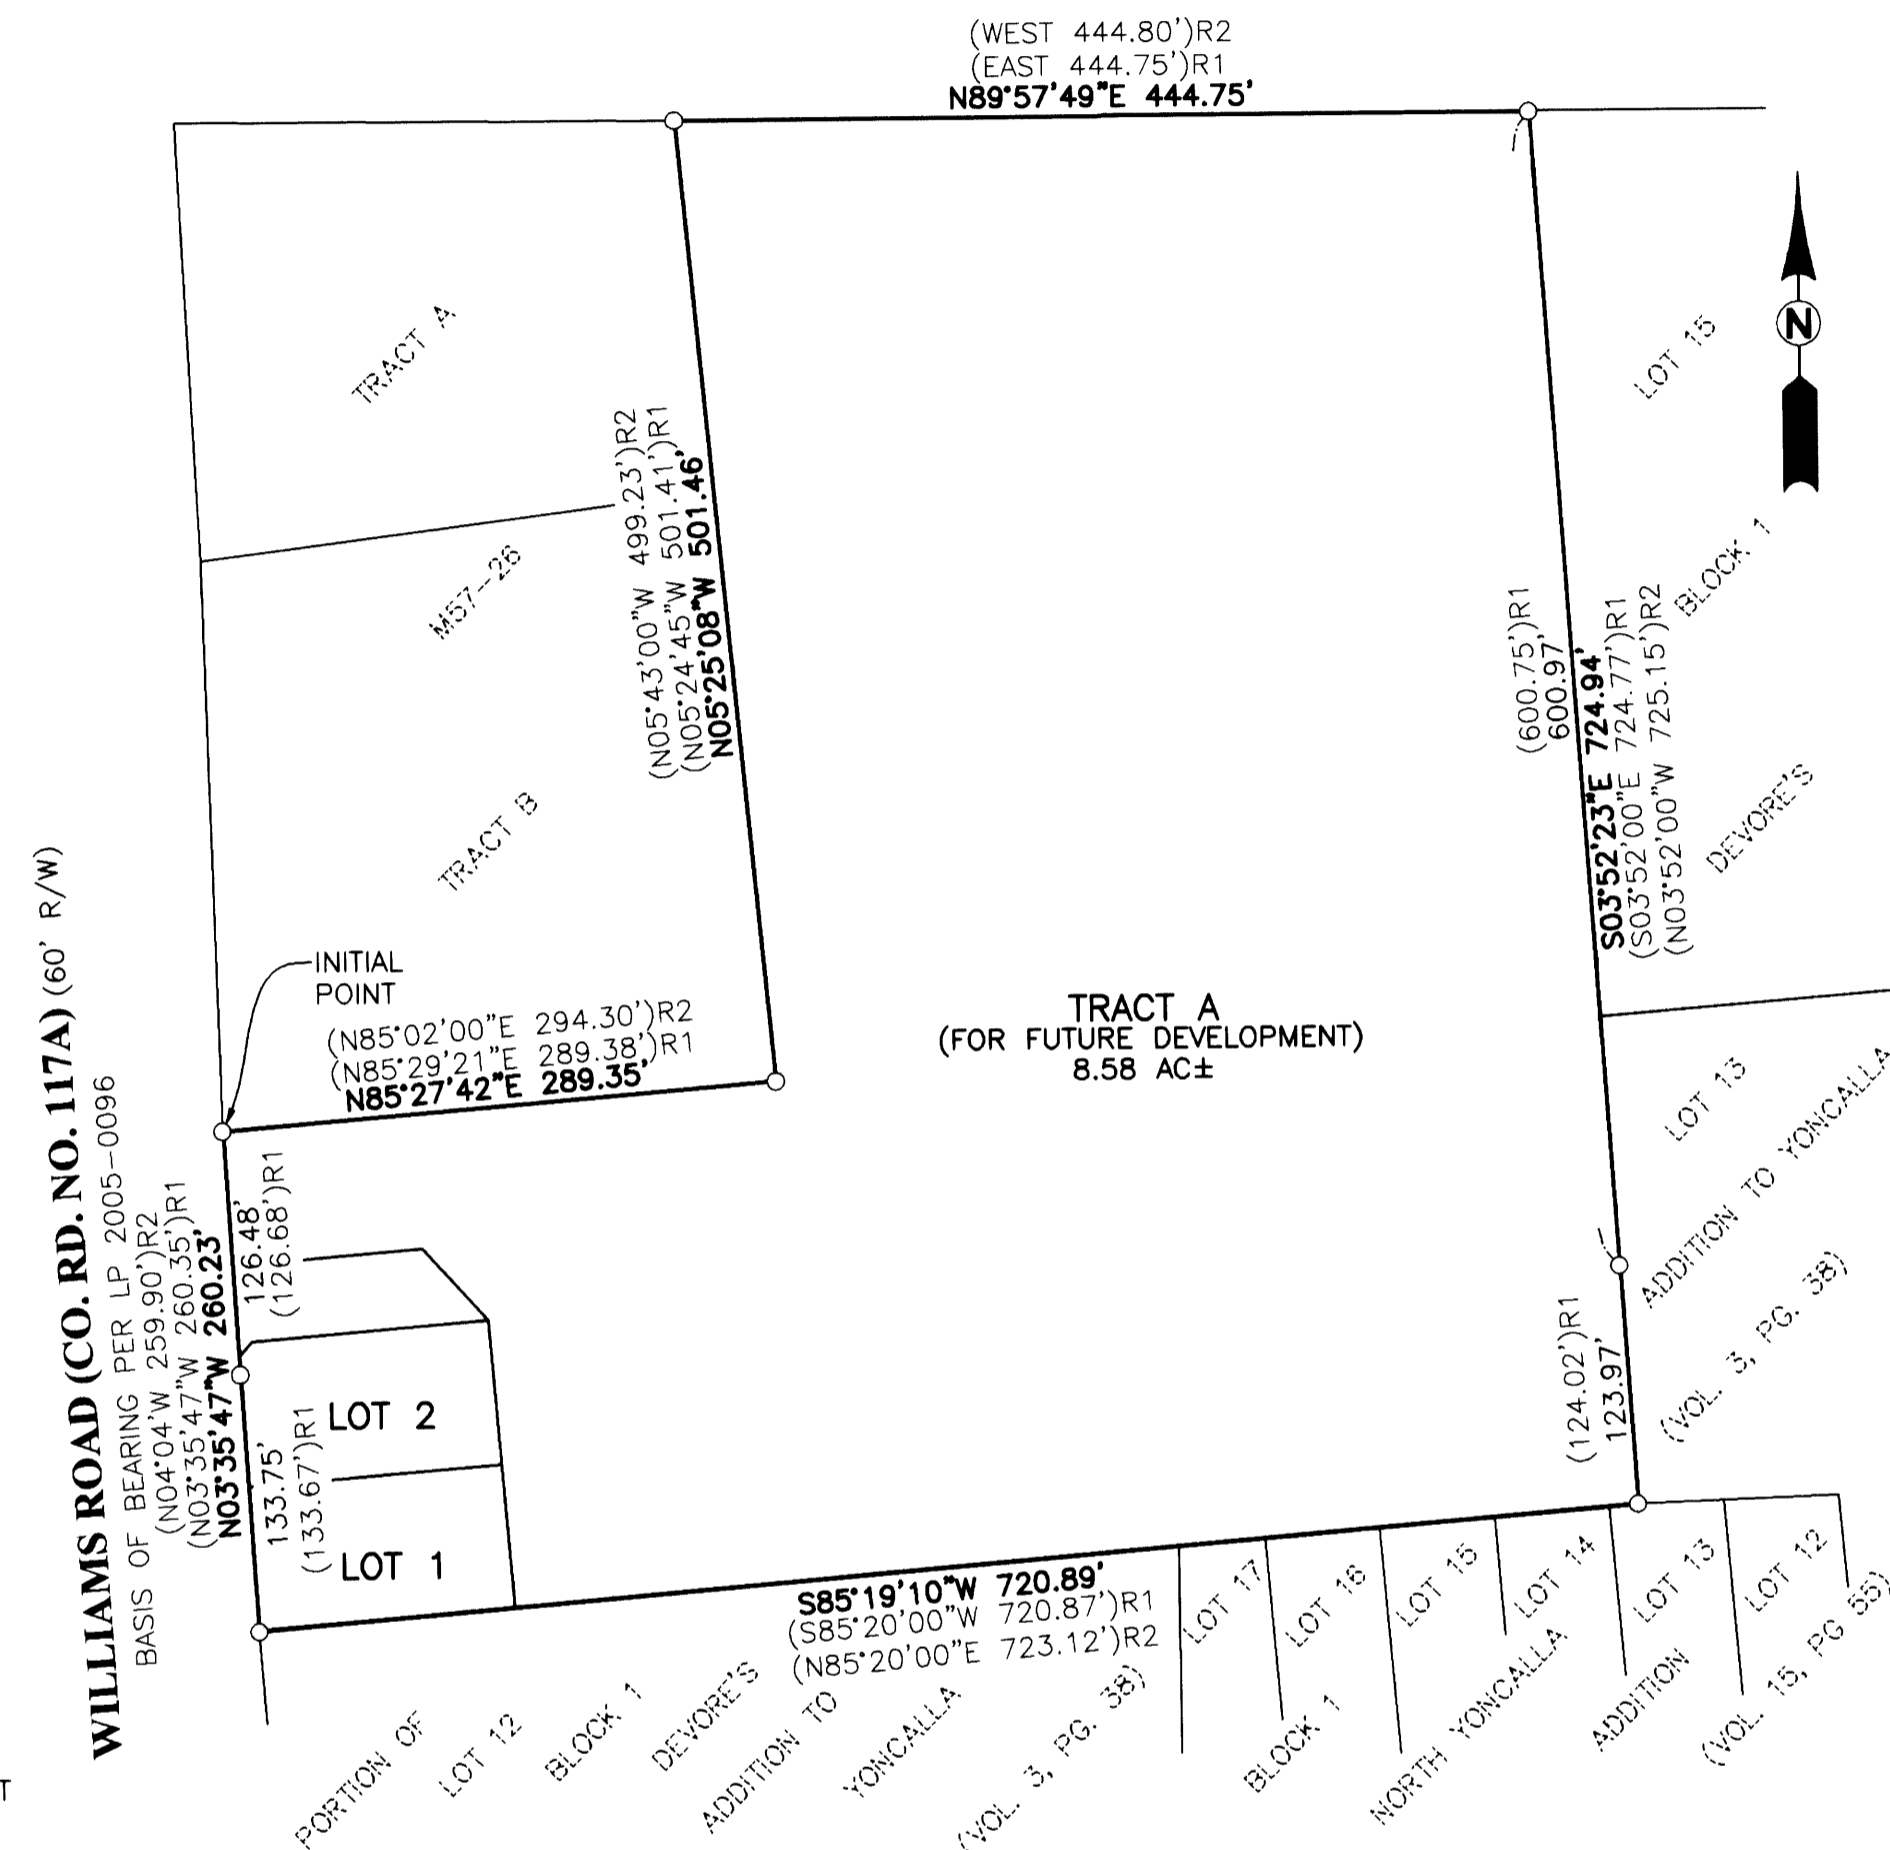 (WEST 444.80')R2
(EAST 444.75')R1
N89°57'49"E 444.75'
TRACT A
M57-26
TRACT B
(N05°43'00"W 499.23')R2
(N05°24'45"W 501.41')R1
N05°25'08"W 501.46'
N
LOT 15
BLOCK 1
DEVORE'S
(600.75')R1
600.97'
S03°52'23"E 724.94'
(S03°52'00"E 724.77')R1
(N03°52'00"W 725.15')R2
INITIAL
POINT
(N85°02'00"E 294.30')R2
(N85°29'21"E 289.38')R1
N85°27'42"E 289.35'
TRACT A
(FOR FUTURE DEVELOPMENT)
8.58 AC±
LOT 13
ADDITION TO YONCALLA
(VOL. 3, PG. 38)
WILLIAMS ROAD (CO. RD. NO. 117A) (60' R/W)
BASIS OF BEARING PER LP 2005-0096
(N04°04'W 259.90')R2
(N03°35'47"W 260.35')R1
N03°35'47"W 260.23'
126.48'
(126.68')R1
133.75'
(133.67')R1
LOT 2
LOT 1
(124.02')R1
123.97'
S85°19'10"W 720.89'
(S85°20'00"W 720.87')R1
(N85°20'00"E 723.12')R2
LOT 17
LOT 16
LOT 15
LOT 14
LOT 13
LOT 12
PORTION OF
LOT 12
BLOCK 1
DEVORE'S
ADDITION TO
YONCALLA
(VOL. 3, PG. 38)
BLOCK 1
NORTH YONCALLA
ADDITION
(VOL. 15, PG 55)
T